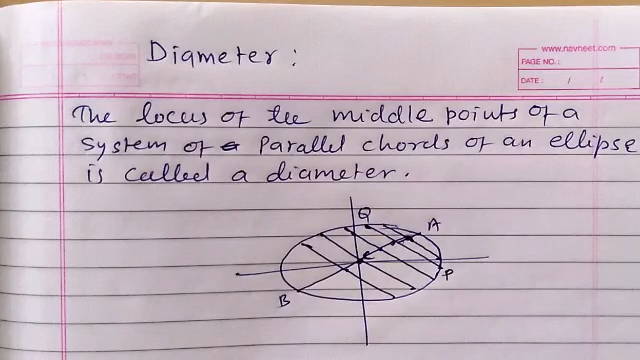 Diameter :
www.navneet.com
PAGE NO.:
DATE : / /
The locus of the middle points of a
system of Parallel chords of an ellipse
is called a diameter.
Q
A
P
B